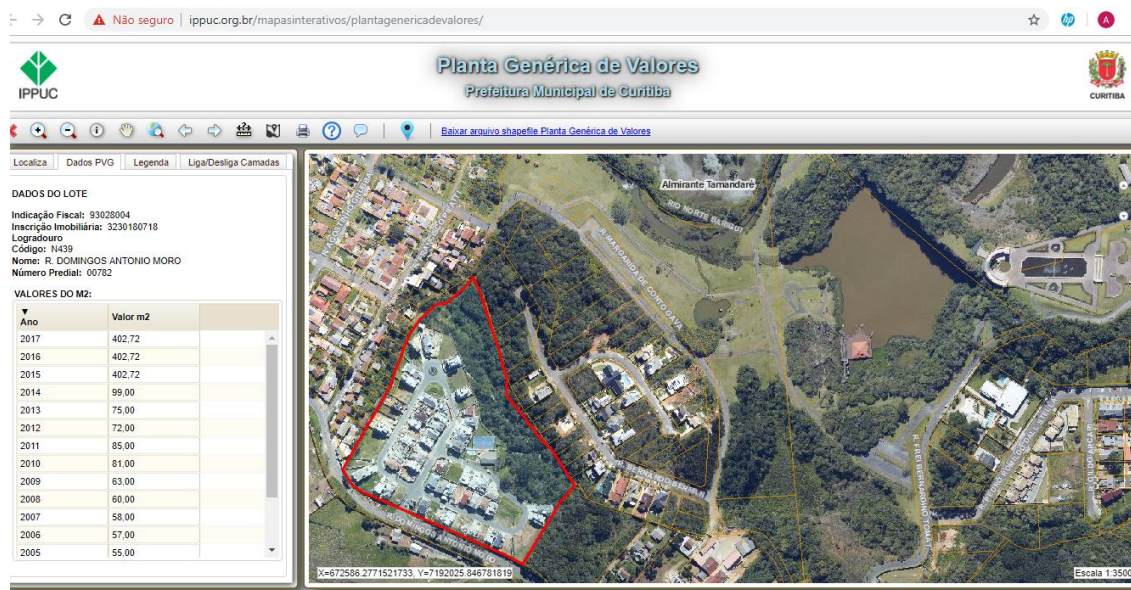 Não seguro | ippuc.org.br/mapasinterativos/plantagenericadevalores/
IPPUC
Planta Genérica de Valores
Prefeitura Municipal de Curitiba
CURITIBA
Baixar arquivo shapefile Planta Genérica de Valores
Localiza Dados PVG Legenda Liga/Desliga Camadas
DADOS DO LOTE
Indicação Fiscal: 93028004
Inscrição Imobiliária: 3230180718
Logradouro
Código: N439
Nome: R. DOMINGOS ANTONIO MORO
Número Predial: 00782
VALORES DO M2:
Ano Valor m2
2017 402,72
2016 402,72
2015 402,72
2014 99,00
2013 75,00
2012 72,00
2011 85,00
2010 81,00
2009 63,00
2008 60,00
2007 58,00
2006 57,00
2005 55,00
Almirante Tamandaré
RIO NORTE BARIGUI
R. DOMINGOS ANTONIO MORO
X=672586.2771521733, Y=7192025.846781819
Escala 1:3500